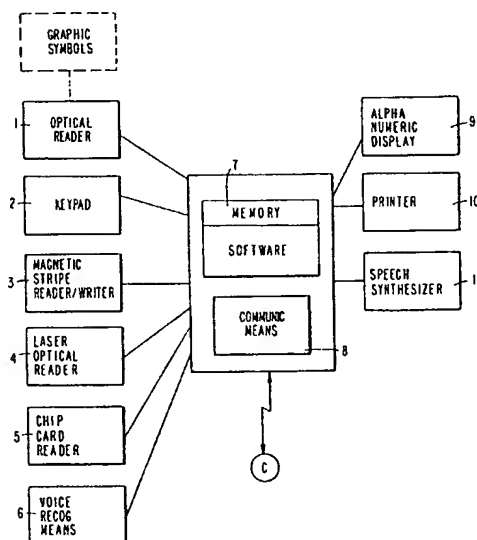 GRAPHIC
SYMBOLS
1
OPTICAL
READER
2
KEYPAD
3
MAGNETIC
STRIPE
READER/WRITER
4
LASER
OPTICAL
READER
5
CHIP
CARD
READER
6
VOICE
RECOG
MEANS
7
MEMORY
SOFTWARE
COMMUNIC
MEANS
8
C
ALPHA
NUMERIC
DISPLAY
9
PRINTER
10
SPEECH
SYNTHESIZER